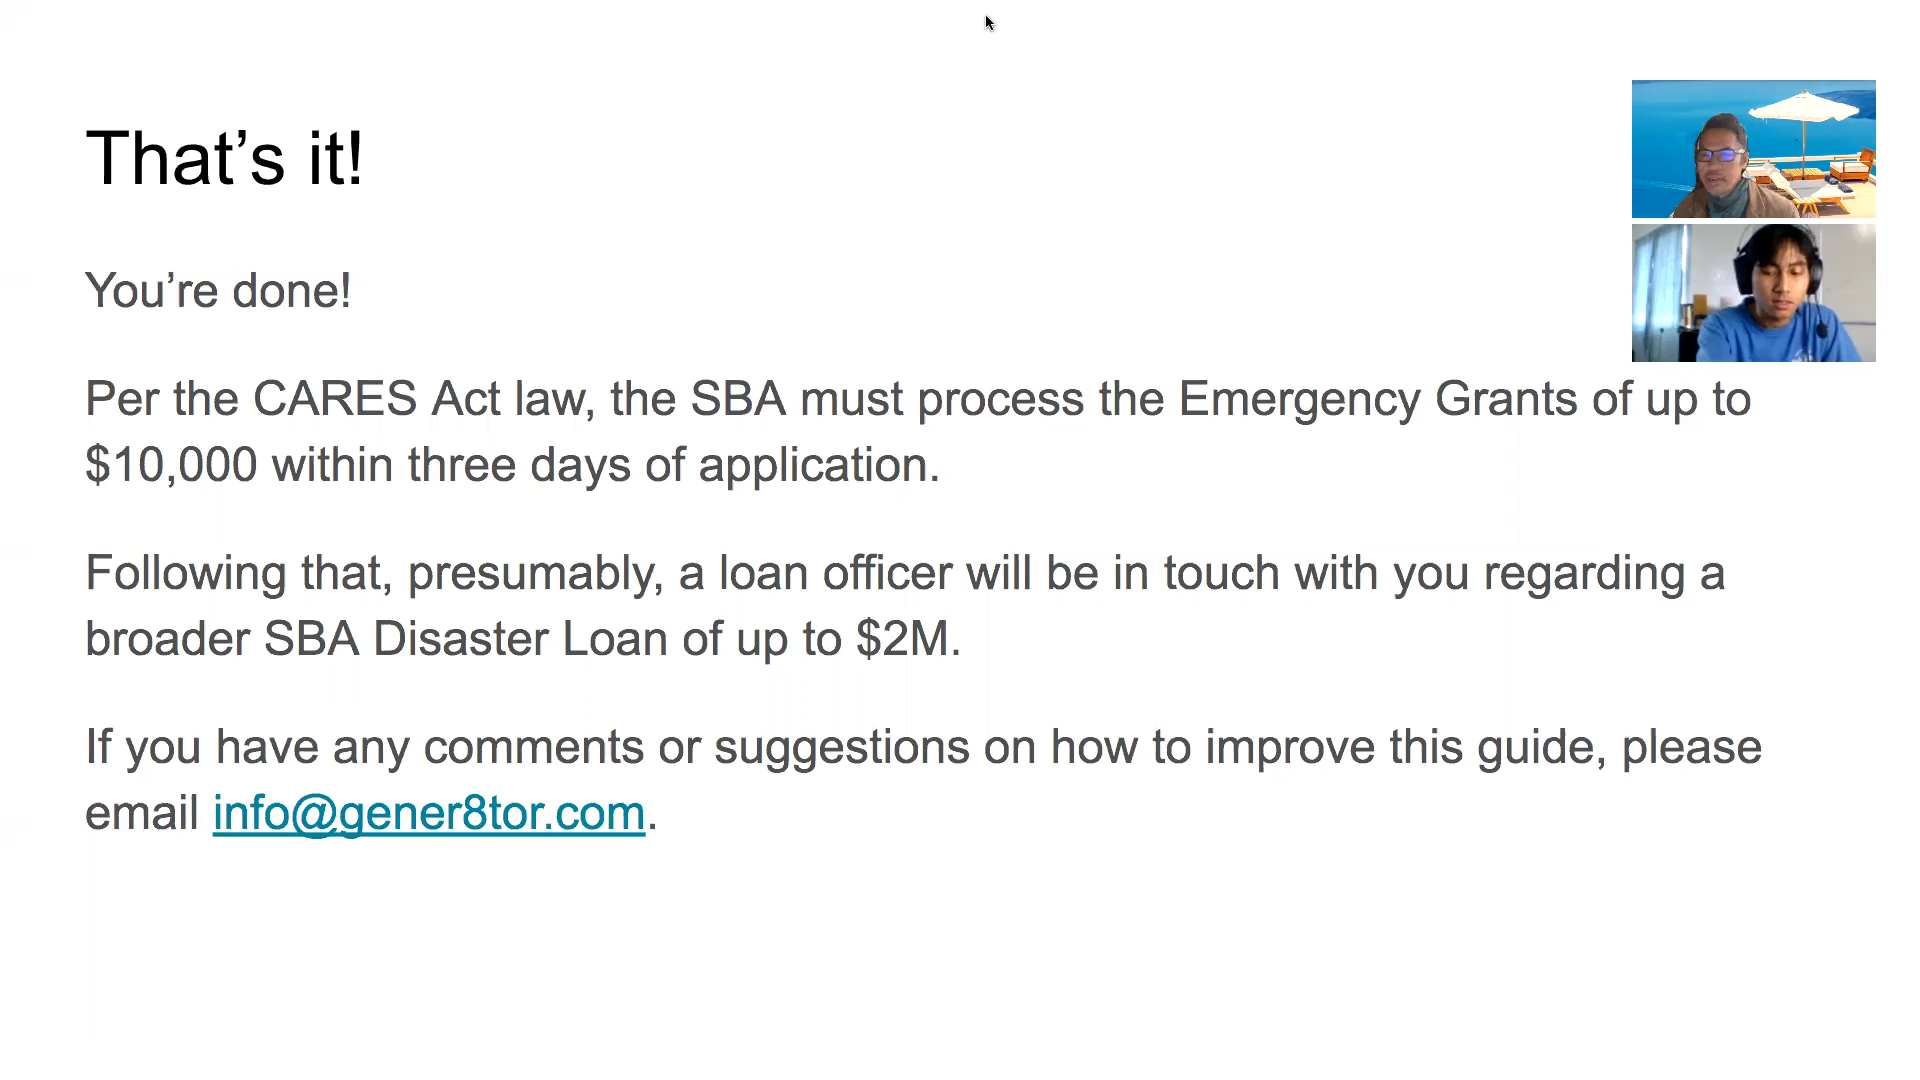 That’s it!
You’re done!
Per the CARES Act law, the SBA must process the Emergency Grants of up to
$10,000 within three days of application.
Following that, presumably, a loan officer will be in touch with you regarding a
broader SBA Disaster Loan of up to $2M.
If you have any comments or suggestions on how to improve this guide, please
email info@gener8tor.com.